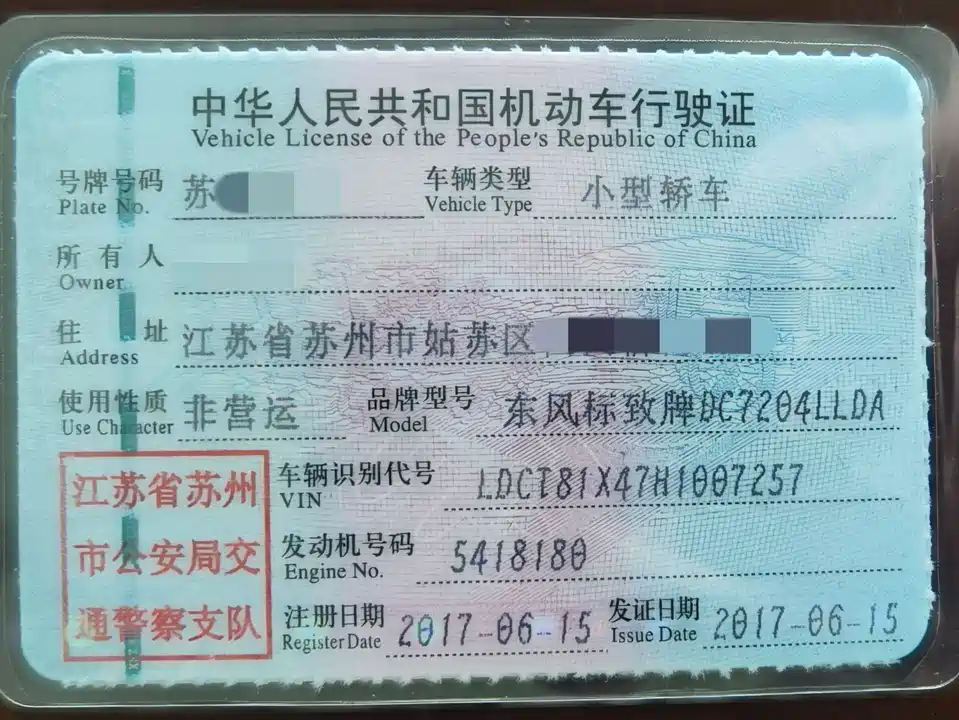 中华人民共和国机动车行驶证
Vehicle License of the People's Republic of China
号牌号码 苏 车辆类型 小型轿车
Plate No. Vehicle Type
所有人
Owner
住址 江苏省苏州市姑苏区
Address
使用性质 非营运 品牌型号 东风标致牌DC7204LLDA
Use Character Model
江苏省苏州 车辆识别代号 LDCT81X47H1007257
VIN
市公安局交 发动机号码 5418180
Engine No.
通警察支队 注册日期 2017-06-15 发证日期 2017-06-15
Register Date Issue Date